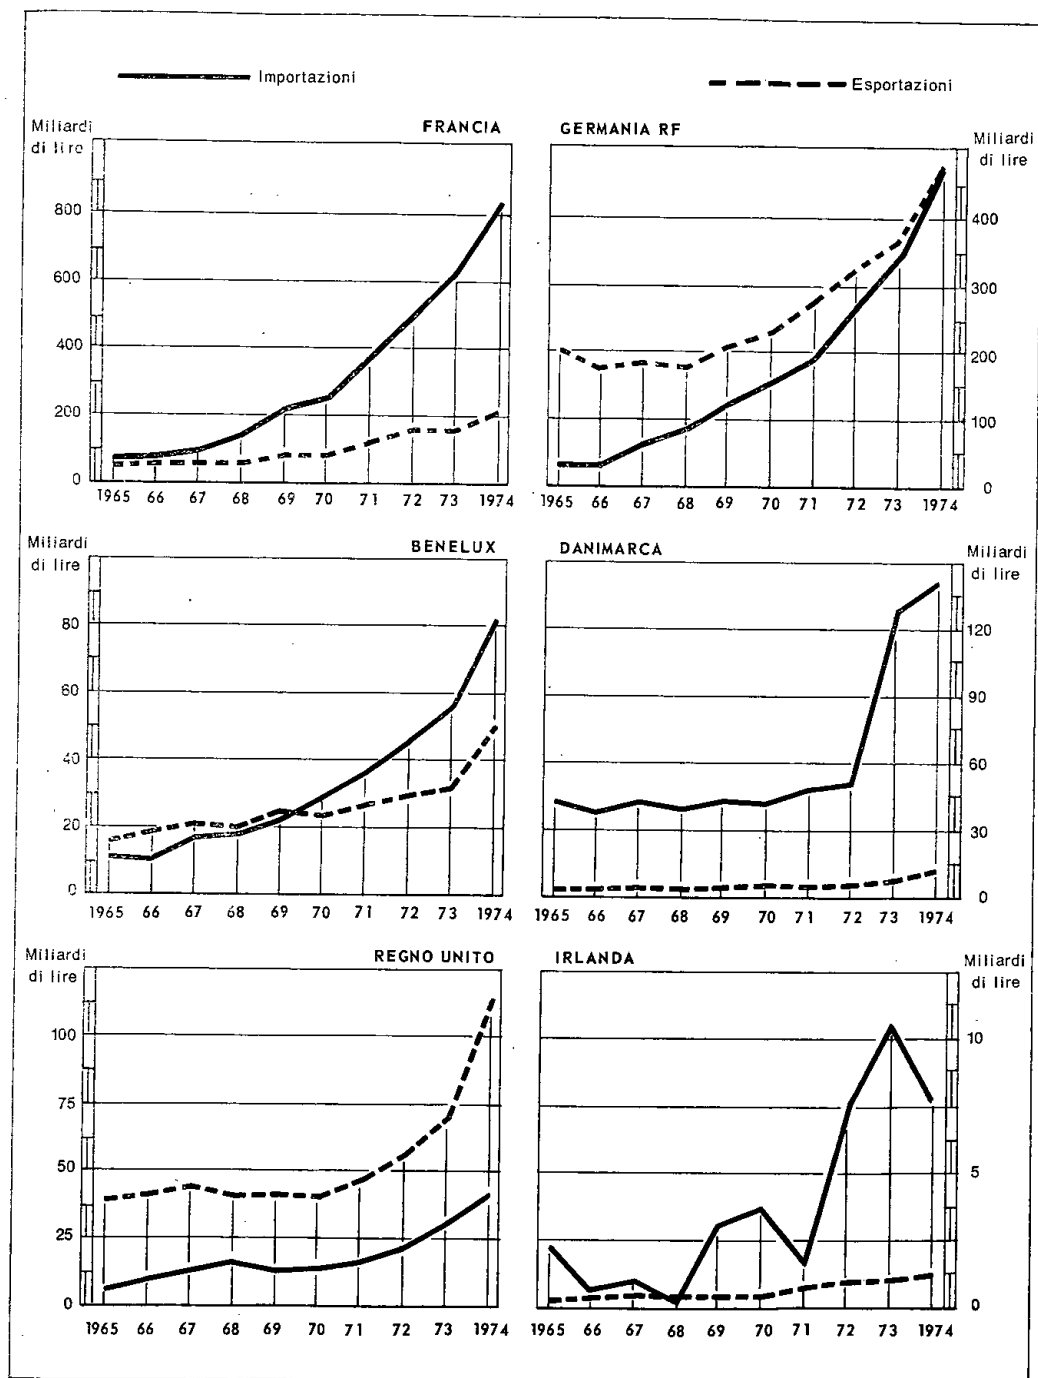 Importazioni
Esportazioni
Miliardi
di lire
FRANCIA
800
600
400
200
0
1965 66 67 68 69 70 71 72 73 1974
GERMANIA RF
Miliardi
di lire
400
300
200
100
0
1965 66 67 68 69 70 71 72 73 1974
Miliardi
di lire
BENELUX
80
60
40
20
0
1965 66 67 68 69 70 71 72 73 1974
DANIMARCA
Miliardi
di lire
120
90
60
30
0
1965 66 67 68 69 70 71 72 73 1974
Miliardi
di lire
REGNO UNITO
100
75
50
25
0
1965 66 67 68 69 70 71 72 73 1974
IRLANDA
Miliardi
di lire
10
5
0
1965 66 67 68 69 70 71 72 73 1974